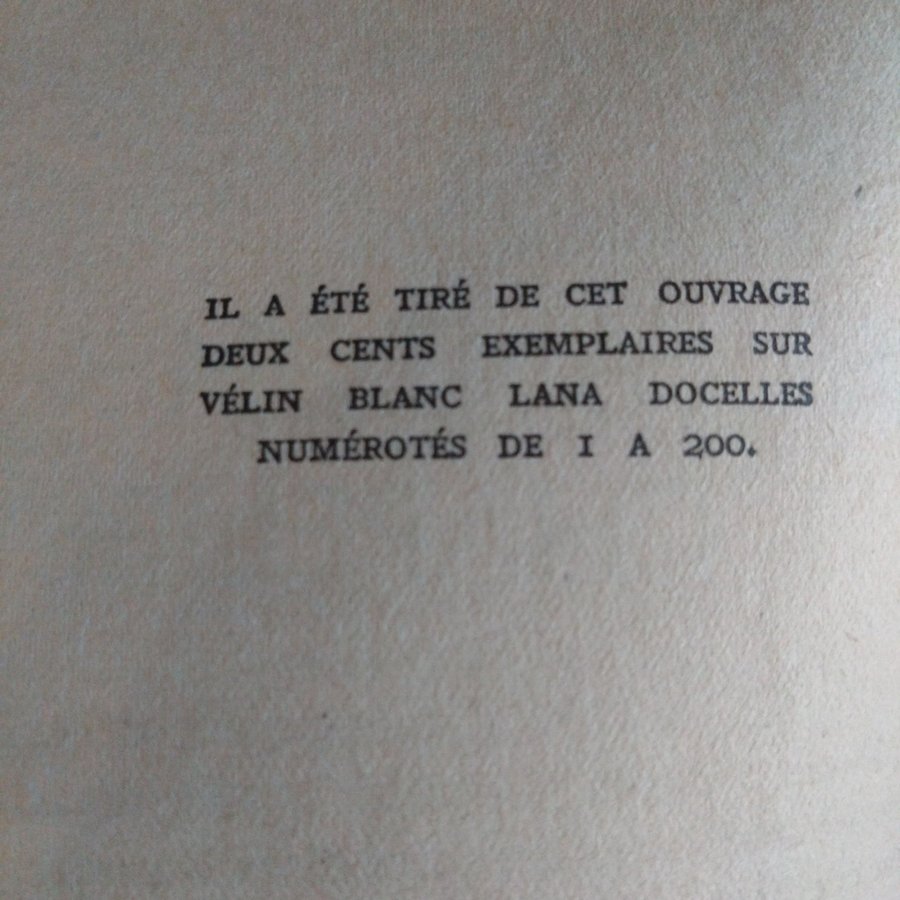 IL A ÉTÉ TIRÉ DE CET OUVRAGE
DEUX CENTS EXEMPLAIRES SUR
VÉLIN BLANC LANA DOCELLES
NUMÉROTÉS DE I A 200.